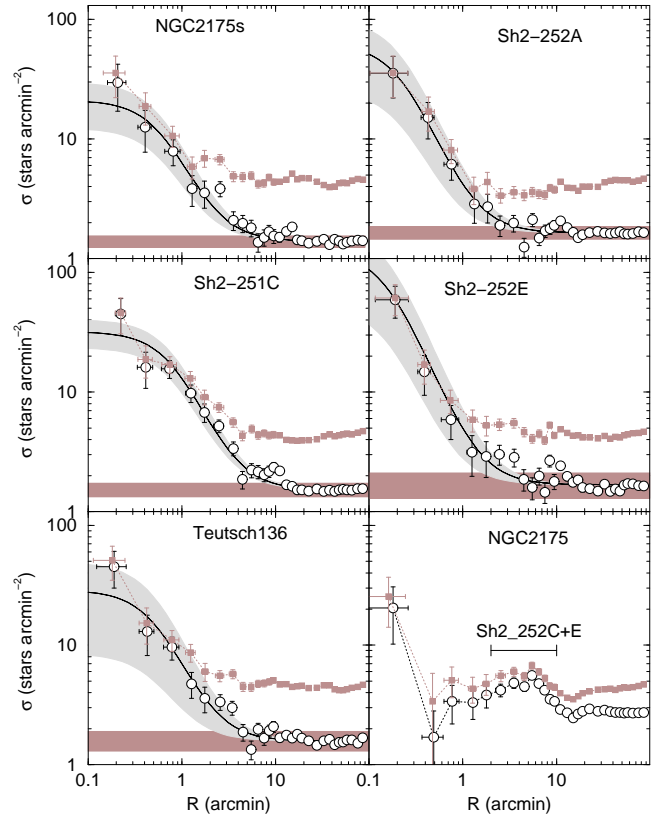 NGC2175s
Sh2−252A
100
10
1
σ (stars arcmin−2)
Sh2−251C
Sh2−252E
100
10
1
σ (stars arcmin−2)
Teutsch136
NGC2175
Sh2_252C+E
100
10
1
σ (stars arcmin−2)
0.1 1 10 0.1 1 10
R (arcmin) R (arcmin)